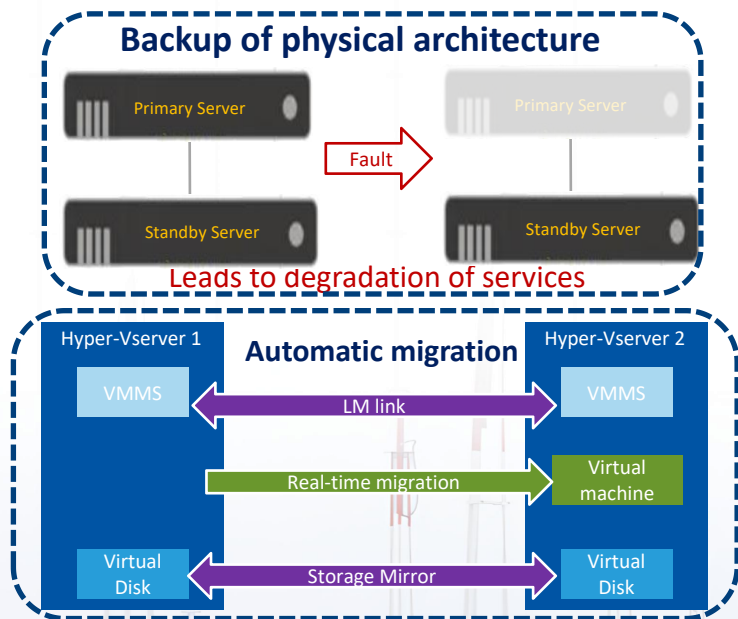 Backup of physical architecture
Primary Server
Primary Server
Fault
Standby Server
Standby Server
Leads to degradation of services
Hyper-Vserver 1
Automatic migration
Hyper-Vserver 2
VMMS
LM link
VMMS
Real-time migration
Virtual
machine
Virtual
Disk
Storage Mirror
Virtual
Disk